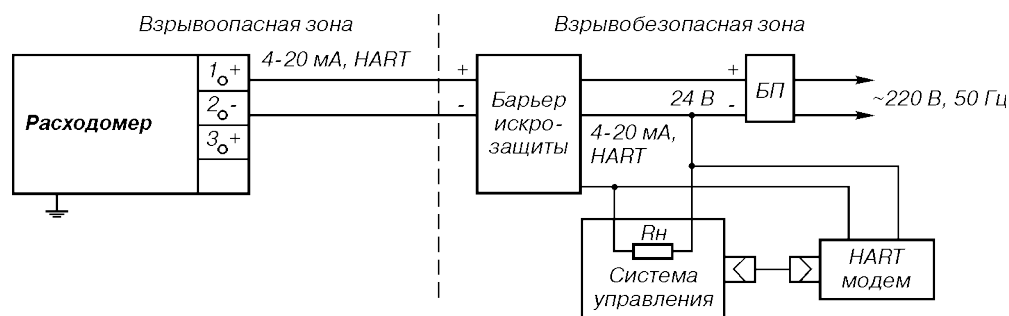 Взрывоопасная зона
Взрывобезопасная зона
4-20 мА, HART
1 +
2 -
3 +
Расходомер
+
-
Барьер
искро-
защиты
+
24 В -
БП
~220 В, 50 Гц
4-20 мА,
HART
Rн
Система
управления
HART
модем